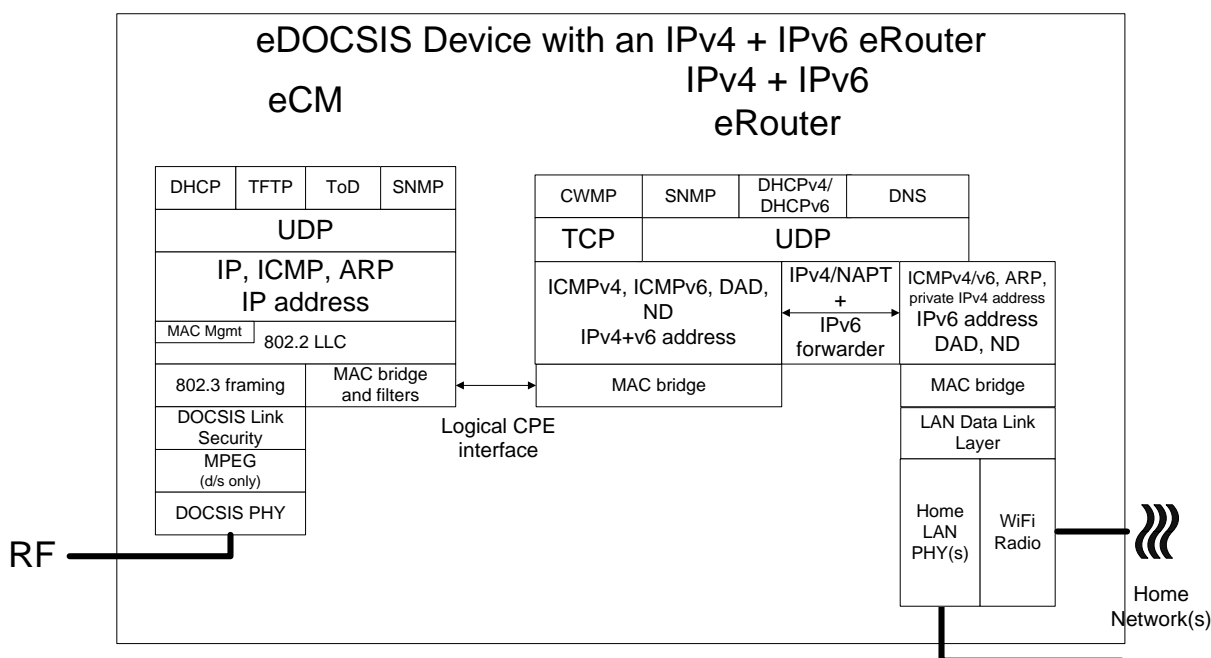 eDOCSIS Device with an IPv4 + IPv6 eRouter
eCM
IPv4 + IPv6
eRouter
DHCP
TFTP
ToD
SNMP
UDP
IP, ICMP, ARP
IP address
MAC Mgmt
802.2 LLC
802.3 framing
MAC bridge
and filters
DOCSIS Link
Security
MPEG
(d/s only)
DOCSIS PHY
RF
Logical CPE
interface
CWMP
SNMP
DHCPv4/
DHCPv6
DNS
TCP
UDP
ICMPv4, ICMPv6, DAD,
ND
IPv4+v6 address
IPv4/NAPT
+
IPv6
forwarder
ICMPv4/v6, ARP,
private IPv4 address
IPv6 address
DAD, ND
MAC bridge
MAC bridge
LAN Data Link
Layer
Home
LAN
PHY(s)
WiFi
Radio
Home
Network(s)